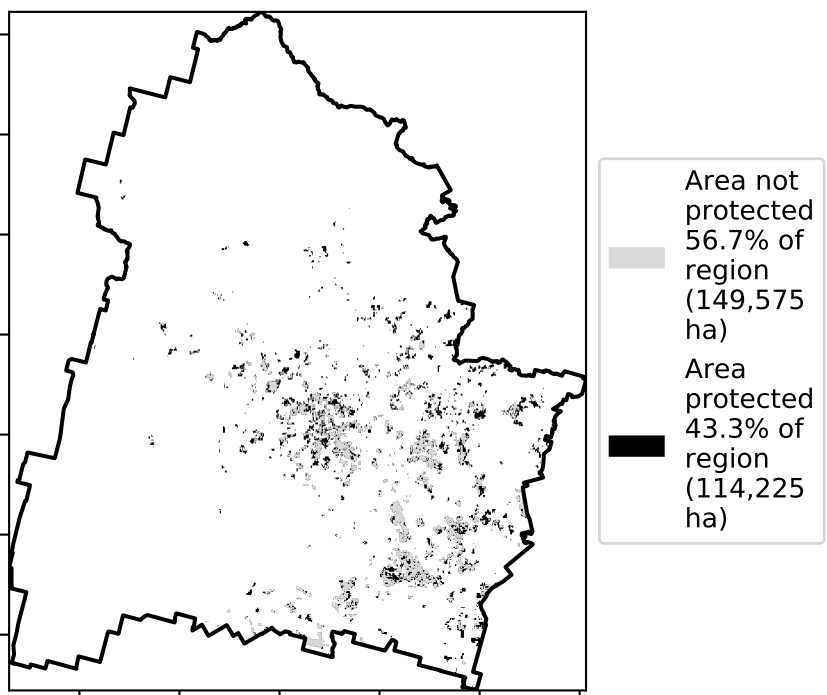 Area not
protected
56.7% of
region
(149,575
ha)
Area
protected
43.3% of
region
(114,225
ha)